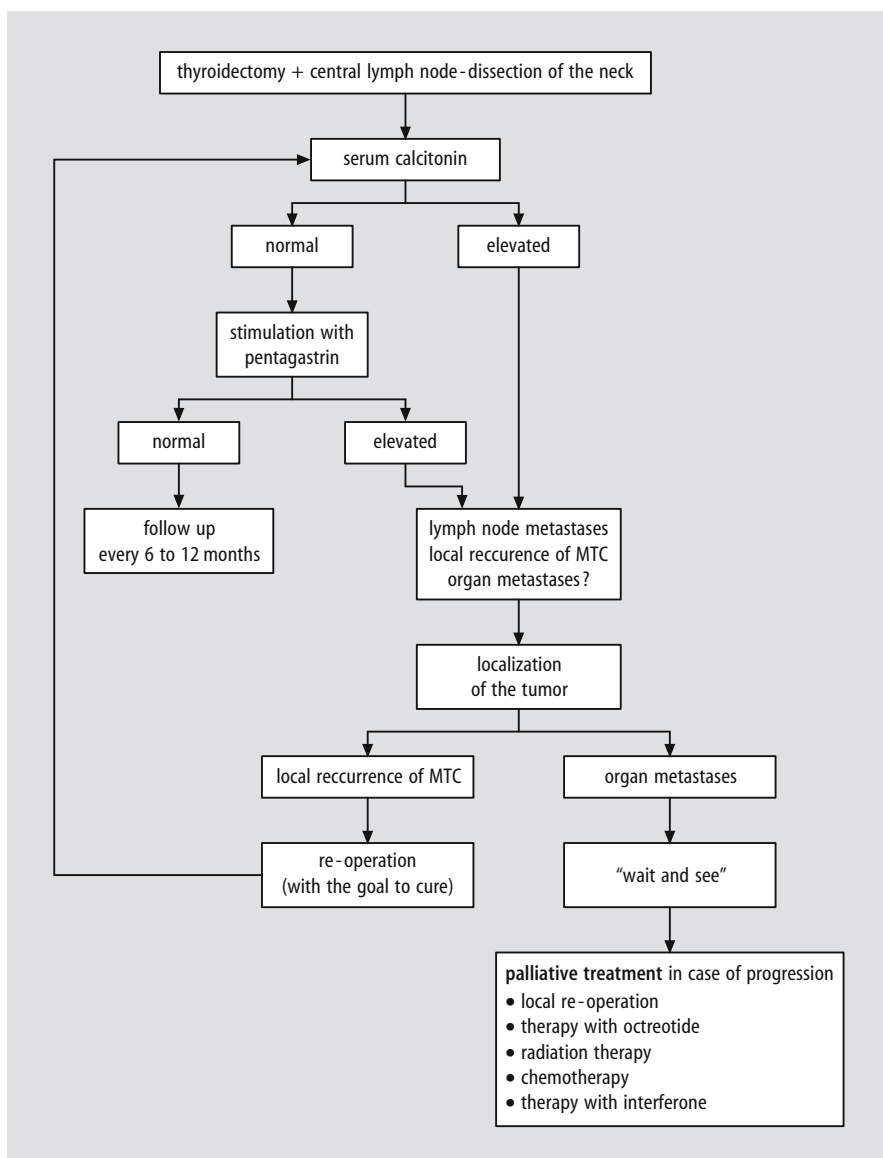 thyroidectomy + central lymph node-dissection of the neck
serum calcitonin
normal
elevated
stimulation with
pentagastrin
normal
elevated
follow up
every 6 to 12 months
lymph node metastases
local reccurence of MTC
organ metastases?
localization
of the tumor
local reccurrence of MTC
organ metastases
re-operation
(with the goal to cure)
“wait and see”
palliative treatment in case of progression
• local re-operation
• therapy with octreotide
• radiation therapy
• chemotherapy
• therapy with interferone